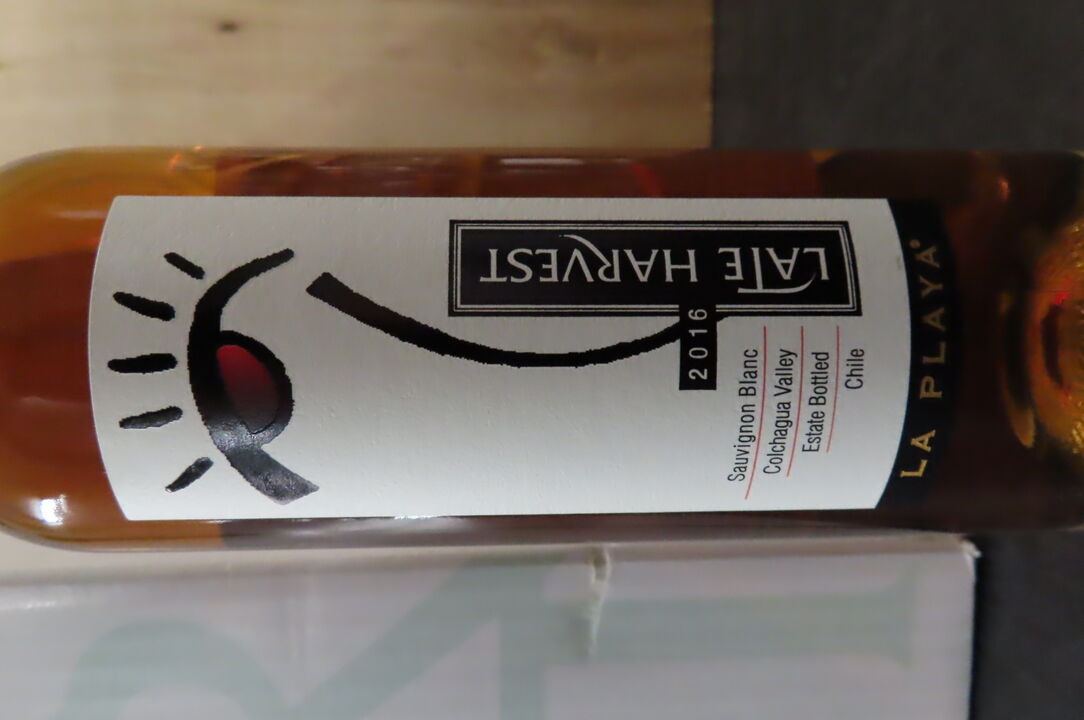 LA PLAYA®
Chile
Estate Bottled
Colchagua Valley
Sauvignon Blanc
2016
LATE HARVEST